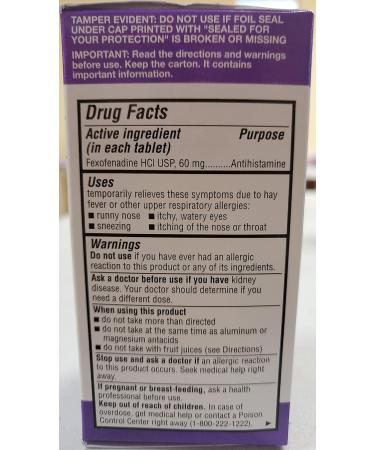 TAMPER EVIDENT: DO NOT USE IF FOIL SEAL
UNDER CAP PRINTED WITH "SEALED FOR
YOUR PROTECTION" IS BROKEN OR MISSING
IMPORTANT: Read the directions and warnings
before use. Keep the carton. It contains
important information.
Drug Facts
Active ingredient Purpose
(in each tablet)
Fexofenadine HCl USP, 60 mg..........Antihistamine
Uses
temporarily relieves these symptoms due to hay
fever or other upper respiratory allergies:
■ runny nose ■ itchy, watery eyes
■ sneezing ■ itching of the nose or throat
Warnings
Do not use if you have ever had an allergic
reaction to this product or any of its ingredients.
Ask a doctor before use if you have kidney
disease. Your doctor should determine if you
need a different dose.
When using this product
■ do not take more than directed
■ do not take at the same time as aluminum or
magnesium antacids
■ do not take with fruit juices (see Directions)
Stop use and ask a doctor if an allergic reaction
to this product occurs. Seek medical help right
away.
If pregnant or breast-feeding, ask a health
professional before use.
Keep out of reach of children. In case of
overdose, get medical help or contact a Poison
Control Center right away (1-800-222-1222). ►